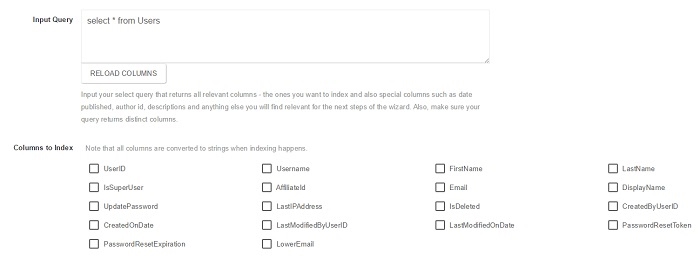 Input Query
select * from Users
RELOAD COLUMNS
Input your select query that returns all relevant columns - the ones you want to index and also special columns such as date
published, author id, descriptions and anything else you will find relevant for the next steps of the wizard. Also, make sure your
query returns distinct columns.
Columns to Index Note that all columns are converted to strings when indexing happens.
UserID Username FirstName LastName
IsSuperUser AffiliateId Email DisplayName
UpdatePassword LastIPAddress IsDeleted CreatedByUserID
CreatedOnDate LastModifiedByUserID LastModifiedOnDate PasswordResetToken
PasswordResetExpiration LowerEmail